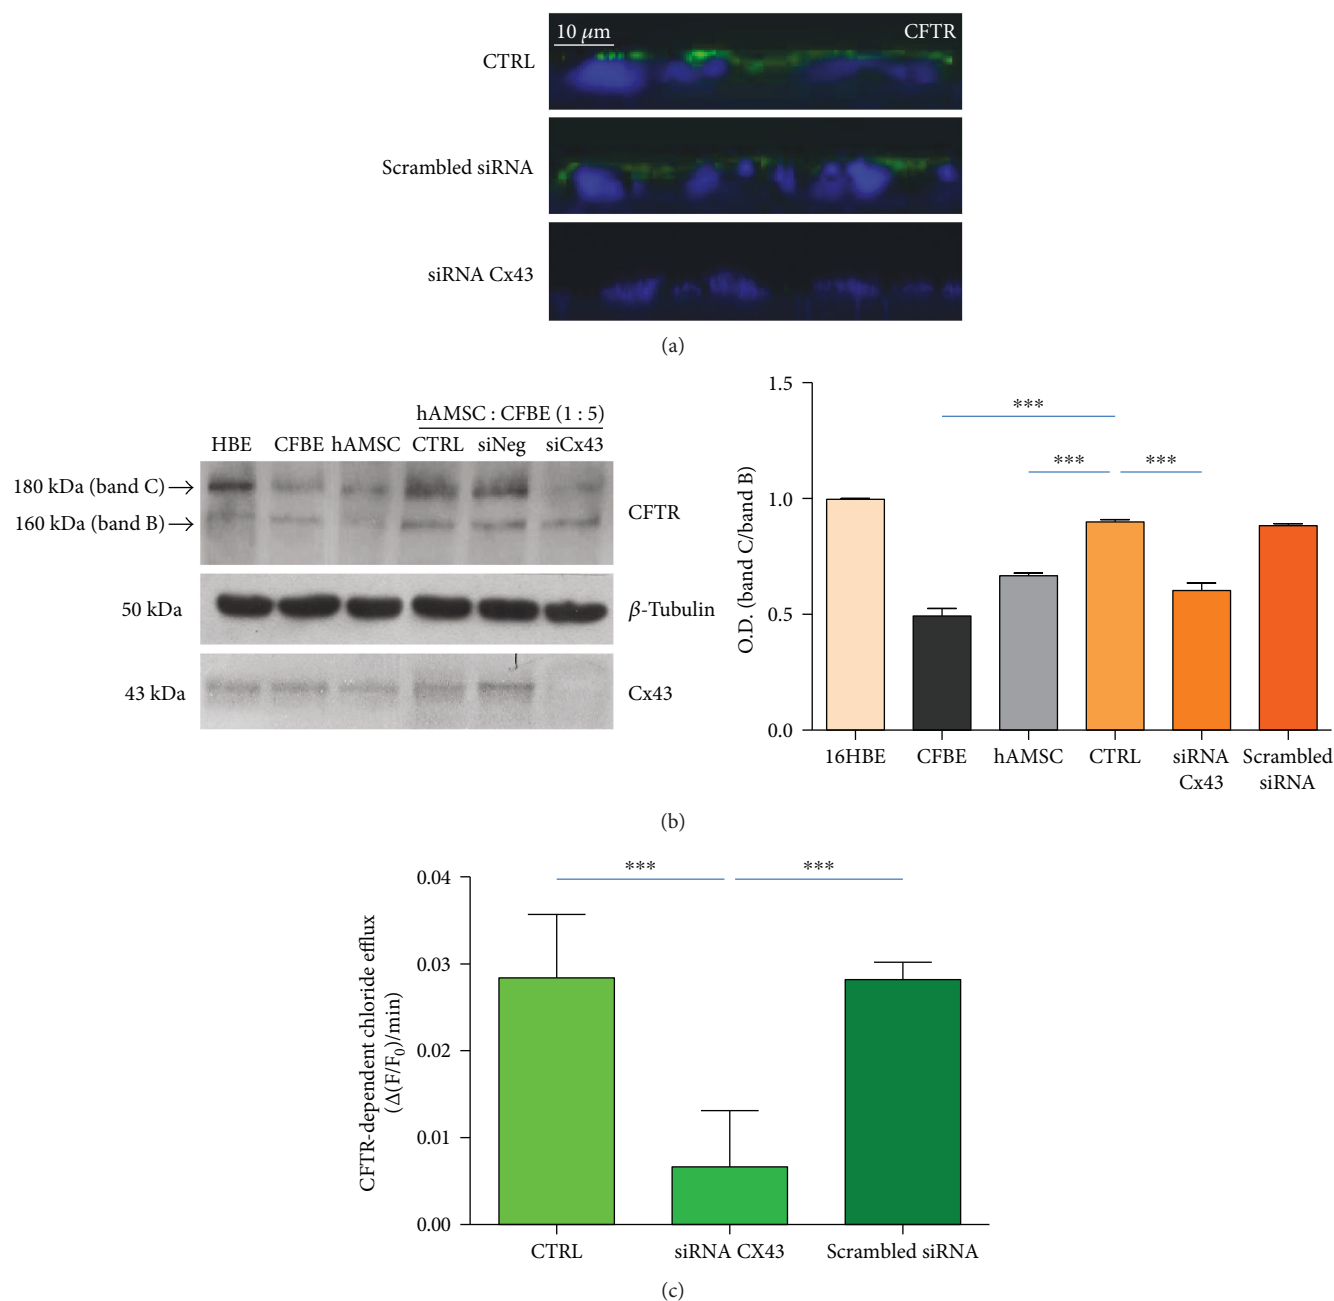 10 μm
CFTR
CTRL
Scrambled siRNA
siRNA Cx43
(a)
hAMSC : CFBE (1 : 5)
HBE CFBE hAMSC CTRL siNeg siCx43
180 kDa (band C)
160 kDa (band B)
CFTR
50 kDa
β-Tubulin
43 kDa
Cx43
O.D. (band C/band B)
1.5
1.0
0.5
0.0
***
*** ***
16HBE CFBE hAMSC CTRL siRNA Cx43 Scrambled siRNA
(b)
CFTR-dependent chloride efflux
(Δ(F/F0)/min)
0.04
0.03
0.02
0.01
0.00
*** ***
CTRL siRNA CX43 Scrambled siRNA
(c)